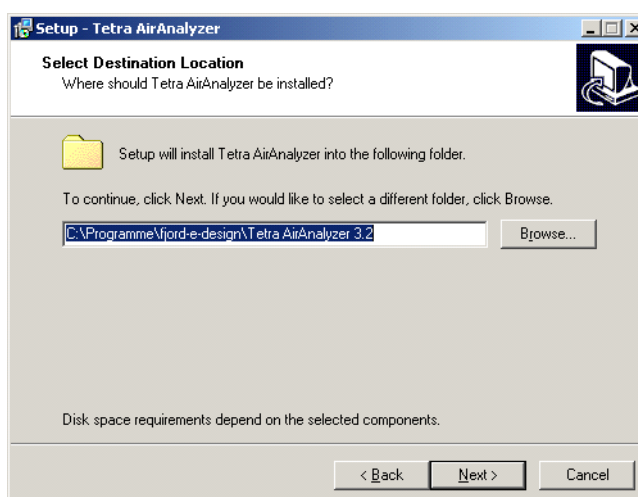 Setup - Tetra AirAnalyzer
Select Destination Location
Where should Tetra AirAnalyzer be installed?
Setup will install Tetra AirAnalyzer into the following folder.
To continue, click Next. If you would like to select a different folder, click Browse.
C:\Programme\fjord-e-design\Tetra AirAnalyzer 3.2
Browse...
Disk space requirements depend on the selected components.
< Back Next > Cancel